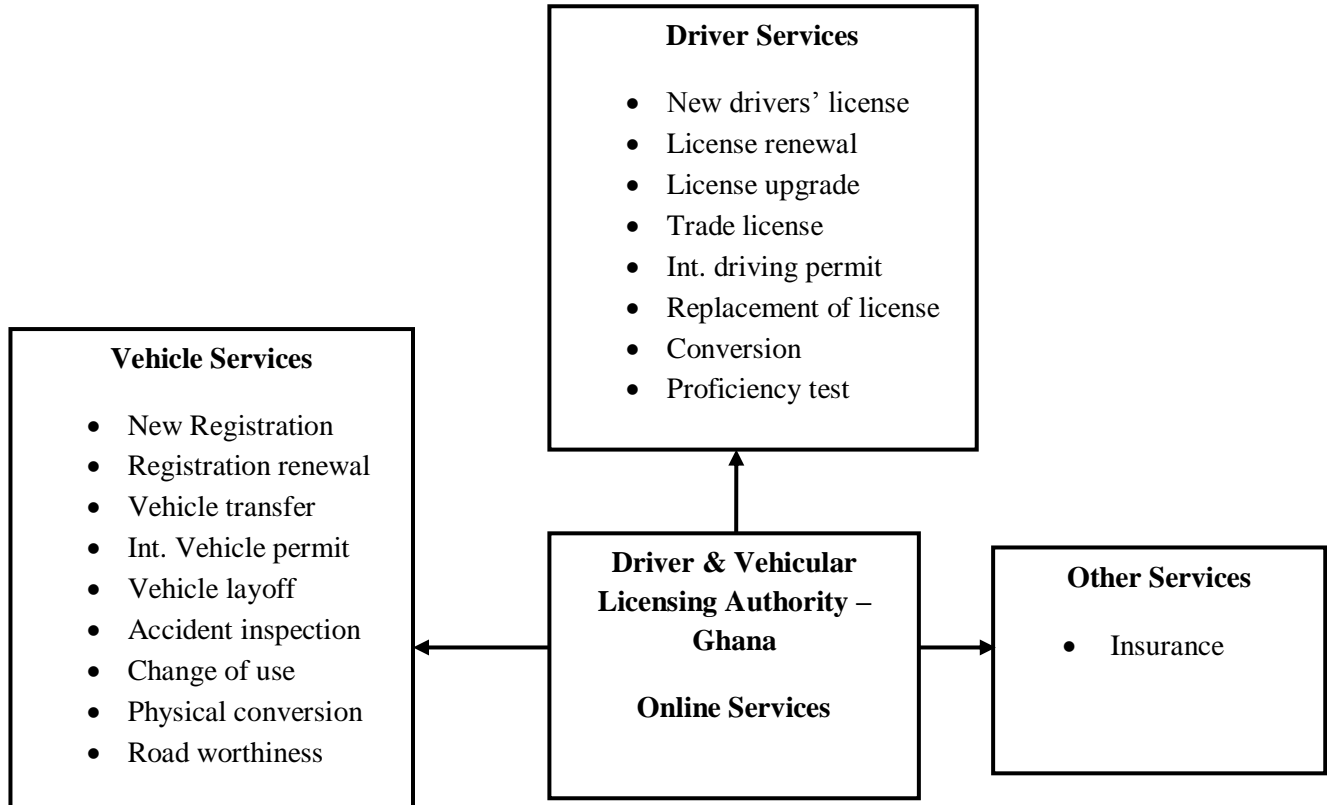 Driver Services
• New drivers’ license
• License renewal
• License upgrade
• Trade license
• Int. driving permit
• Replacement of license
• Conversion
• Proficiency test
Vehicle Services
• New Registration
• Registration renewal
• Vehicle transfer
• Int. Vehicle permit
• Vehicle layoff
• Accident inspection
• Change of use
• Physical conversion
• Road worthiness
Driver & Vehicular
Licensing Authority –
Ghana
Online Services
Other Services
• Insurance